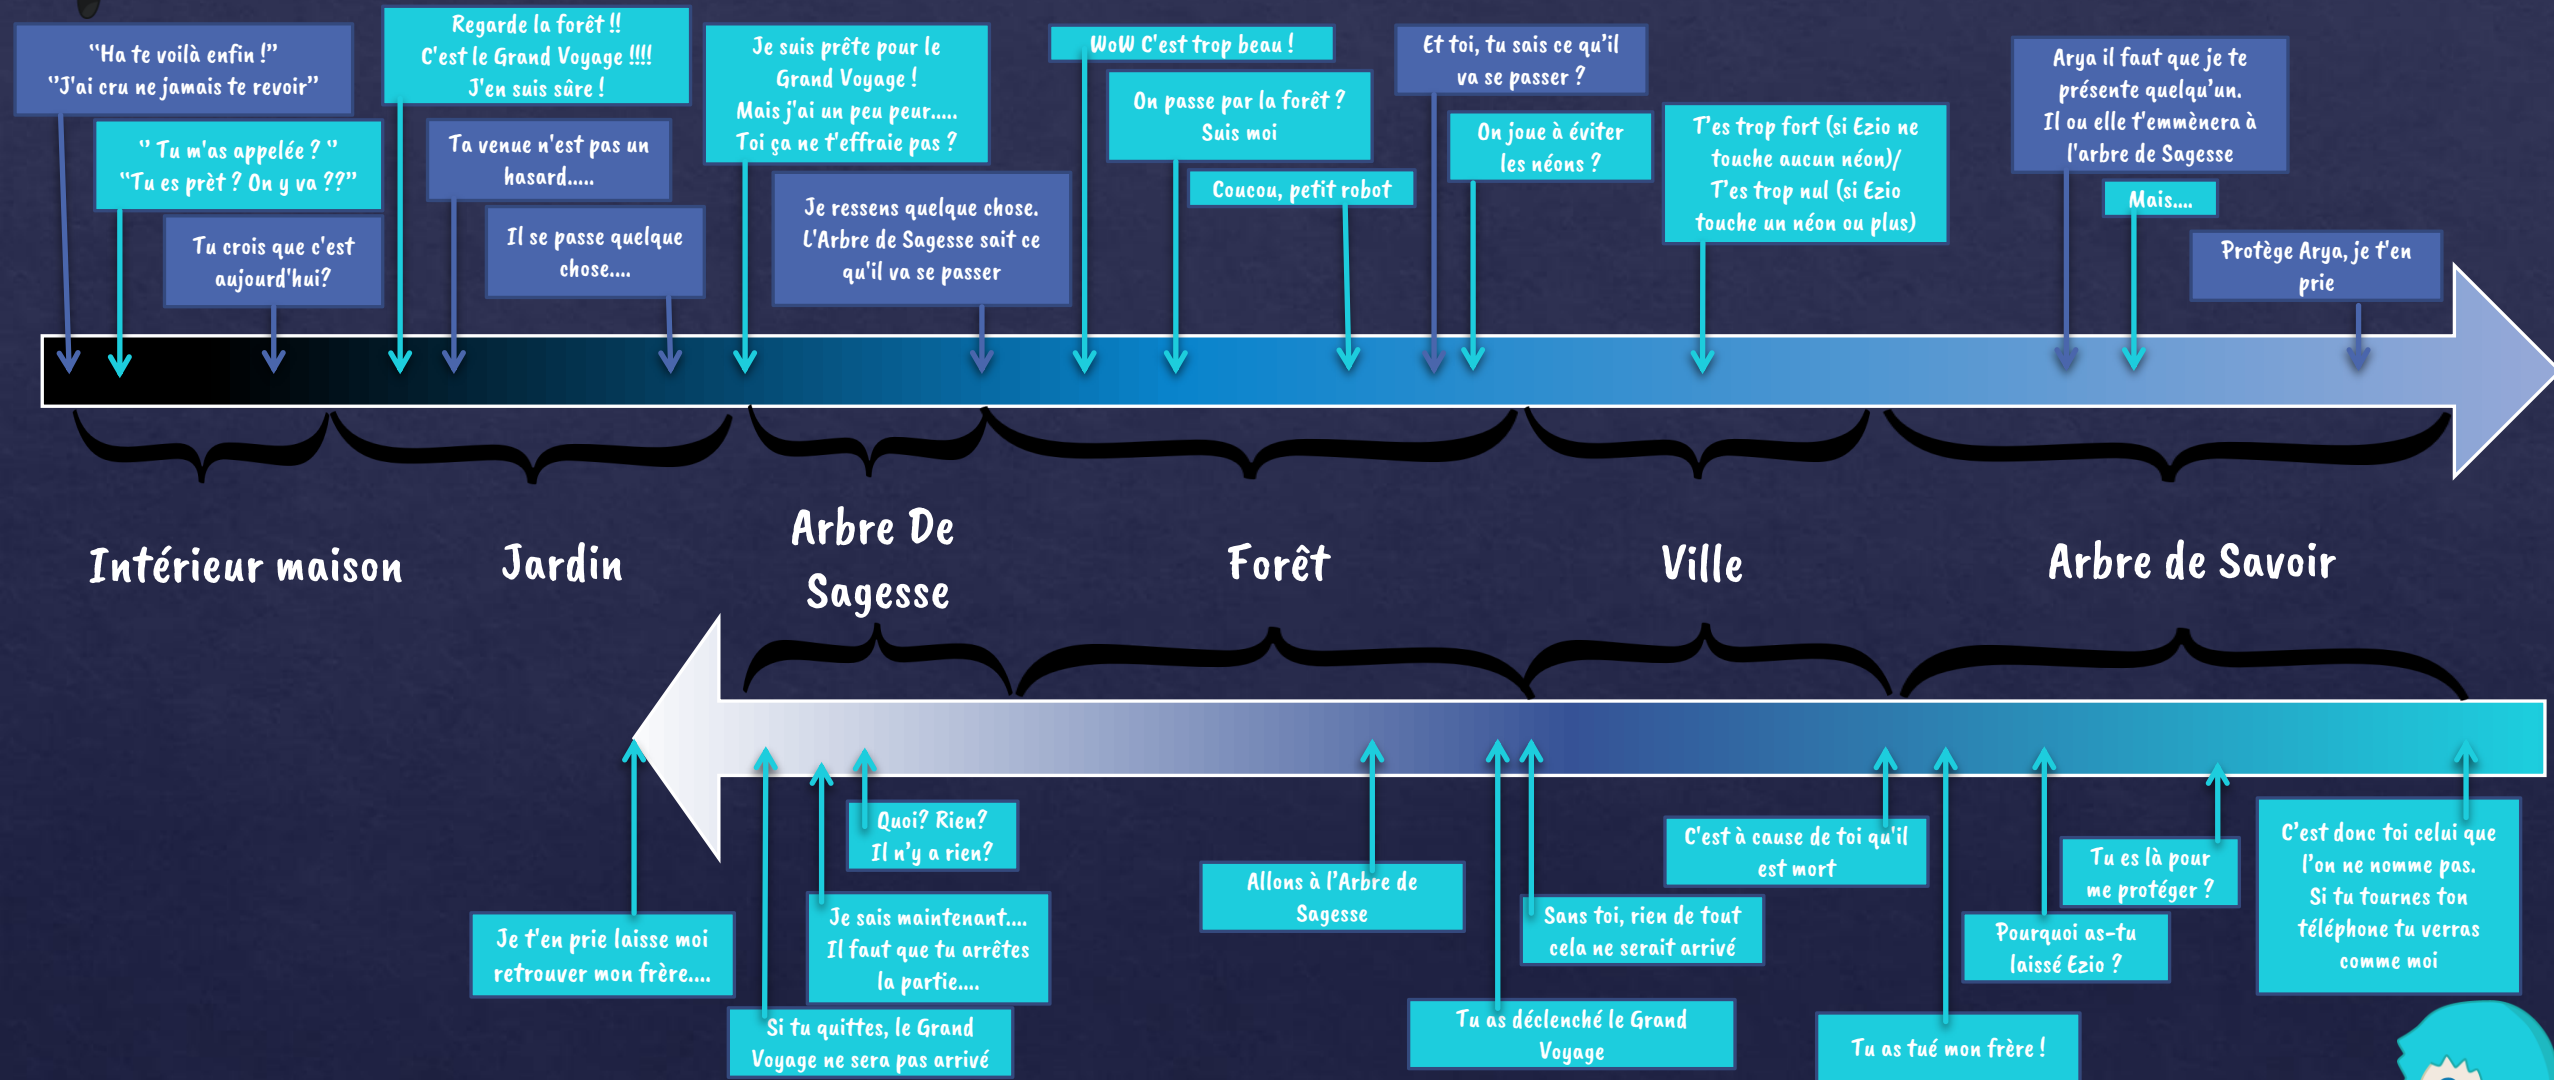 “Ha te voilà enfin !”
“J'ai cru ne jamais te revoir”
” Tu m'as appelée ? ”
“Tu es prèt ? On y va ??”
Tu crois que c'est
aujourd'hui?
Regarde la forêt !!
C'est le Grand Voyage !!!!
J'en suis sûre !
Ta venue n'est pas un
hasard.....
Il se passe quelque
chose....
Je suis prête pour le
Grand Voyage !
Mais j'ai un peu peur.....
Toi ça ne t'effraie pas ?
Je ressens quelque chose.
L'Arbre de Sagesse sait ce
qu'il va se passer
WoW C'est trop beau !
On passe par la forêt ?
Suis moi
Coucou, petit robot
Et toi, tu sais ce qu’il
va se passer ?
On joue à éviter
les néons ?
T’es trop fort (si Ezio ne
touche aucun néon)/
T’es trop nul (si Ezio
touche un néon ou plus)
Arya il faut que je te
présente quelqu’un.
Il ou elle t'emmènera à
l'arbre de Sagesse
Mais....
Protège Arya, je t'en
prie
Intérieur maison
Jardin
Arbre De
Sagesse
Forêt
Ville
Arbre de Savoir
Je t'en prie laisse moi
retrouver mon frère....
Si tu quittes, le Grand
Voyage ne sera pas arrivé
Je sais maintenant....
Il faut que tu arrêtes
la partie....
Quoi? Rien?
Il n’y a rien?
Allons à l’Arbre de
Sagesse
Tu as déclenché le Grand
Voyage
Sans toi, rien de tout
cela ne serait arrivé
C'est à cause de toi qu'il
est mort
Tu as tué mon frère !
Pourquoi as-tu
laissé Ezio ?
Tu es là pour
me protéger ?
C’est donc toi celui que
l’on ne nomme pas.
Si tu tournes ton
téléphone tu verras
comme moi